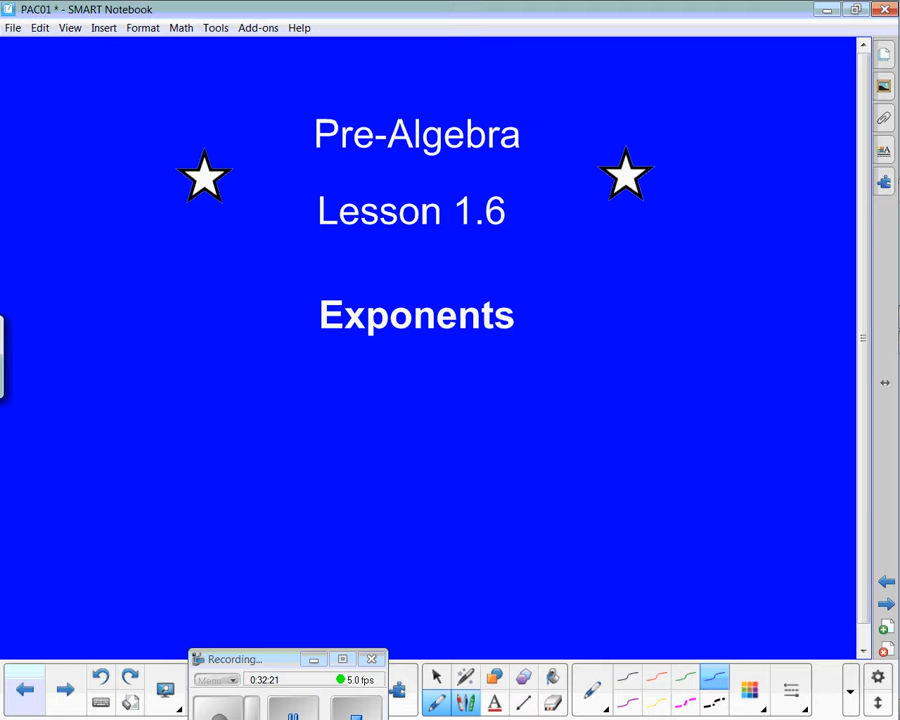 PAC01 * - SMART Notebook
File Edit View Insert Format Math Tools Add-ons Help
Pre-Algebra
Lesson 1.6
Exponents
Recording...
Menu 0:32:21 5.0 fps